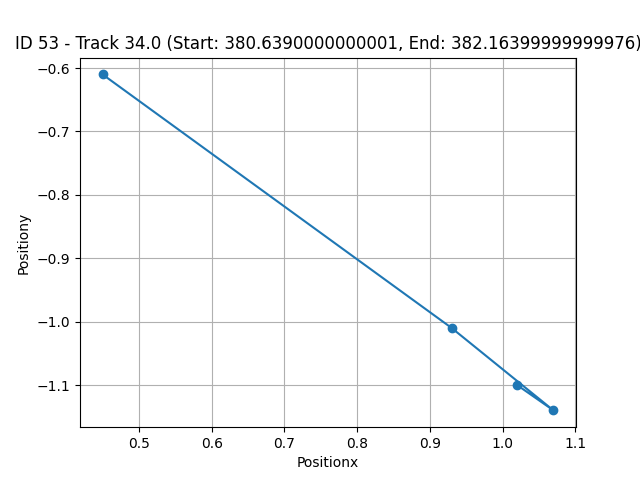 ID 53 - Track 34.0 (Start: 380.6390000000001, End: 382.16399999999976)
−0.6
−0.7
−0.8
−0.9
−1.0
−1.1
Positiony
0.5 0.6 0.7 0.8 0.9 1.0 1.1
Positionx